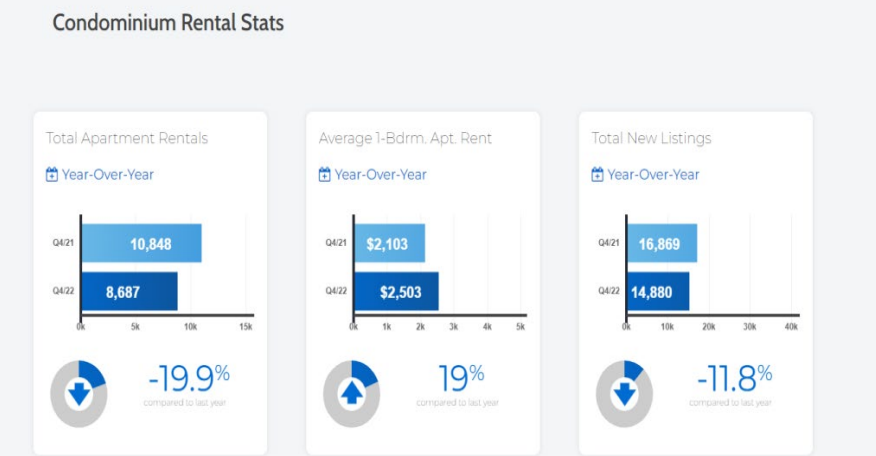 Condominium Rental Stats
Total Apartment Rentals
Year-Over-Year
Q4/21
10,848
Q4/22
8,687
0k 5k 10k 15k
-19.9%
compared to last year
Average 1-Bdrm. Apt. Rent
Year-Over-Year
Q4/21
$2,103
Q4/22
$2,503
0k 1k 2k 3k 4k 5k
19%
compared to last year
Total New Listings
Year-Over-Year
Q4/21
16,869
Q4/22
14,880
0k 10k 20k 30k 40k
-11.8%
compared to last year